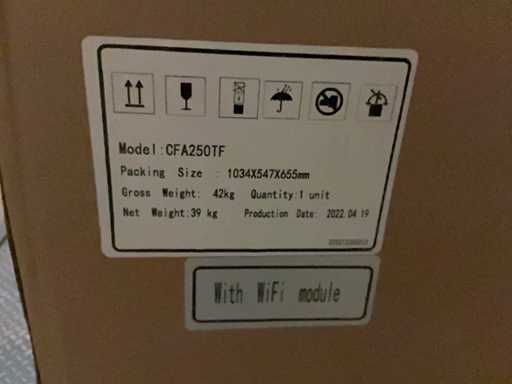 Model:CFA250TF
Packing Size : 1034X547X655mm
Gross Weight: 42kg Quantity:1 unit
Net Weight:39 kg Production Date: 2022.04.19
With WiFi module